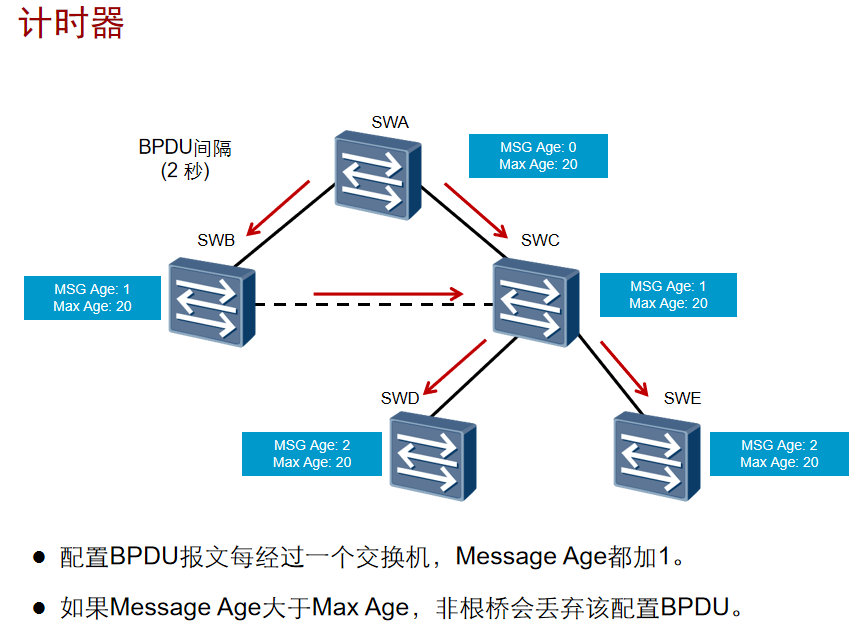 计时器
SWA
BPDU间隔
(2 秒)
MSG Age: 0
Max Age: 20
SWB
SWC
MSG Age: 1
Max Age: 20
MSG Age: 1
Max Age: 20
SWD
SWE
MSG Age: 2
Max Age: 20
MSG Age: 2
Max Age: 20
● 配置BPDU报文每经过一个交换机，Message Age都加1。
● 如果Message Age大于Max Age，非根桥会丢弃该配置BPDU。